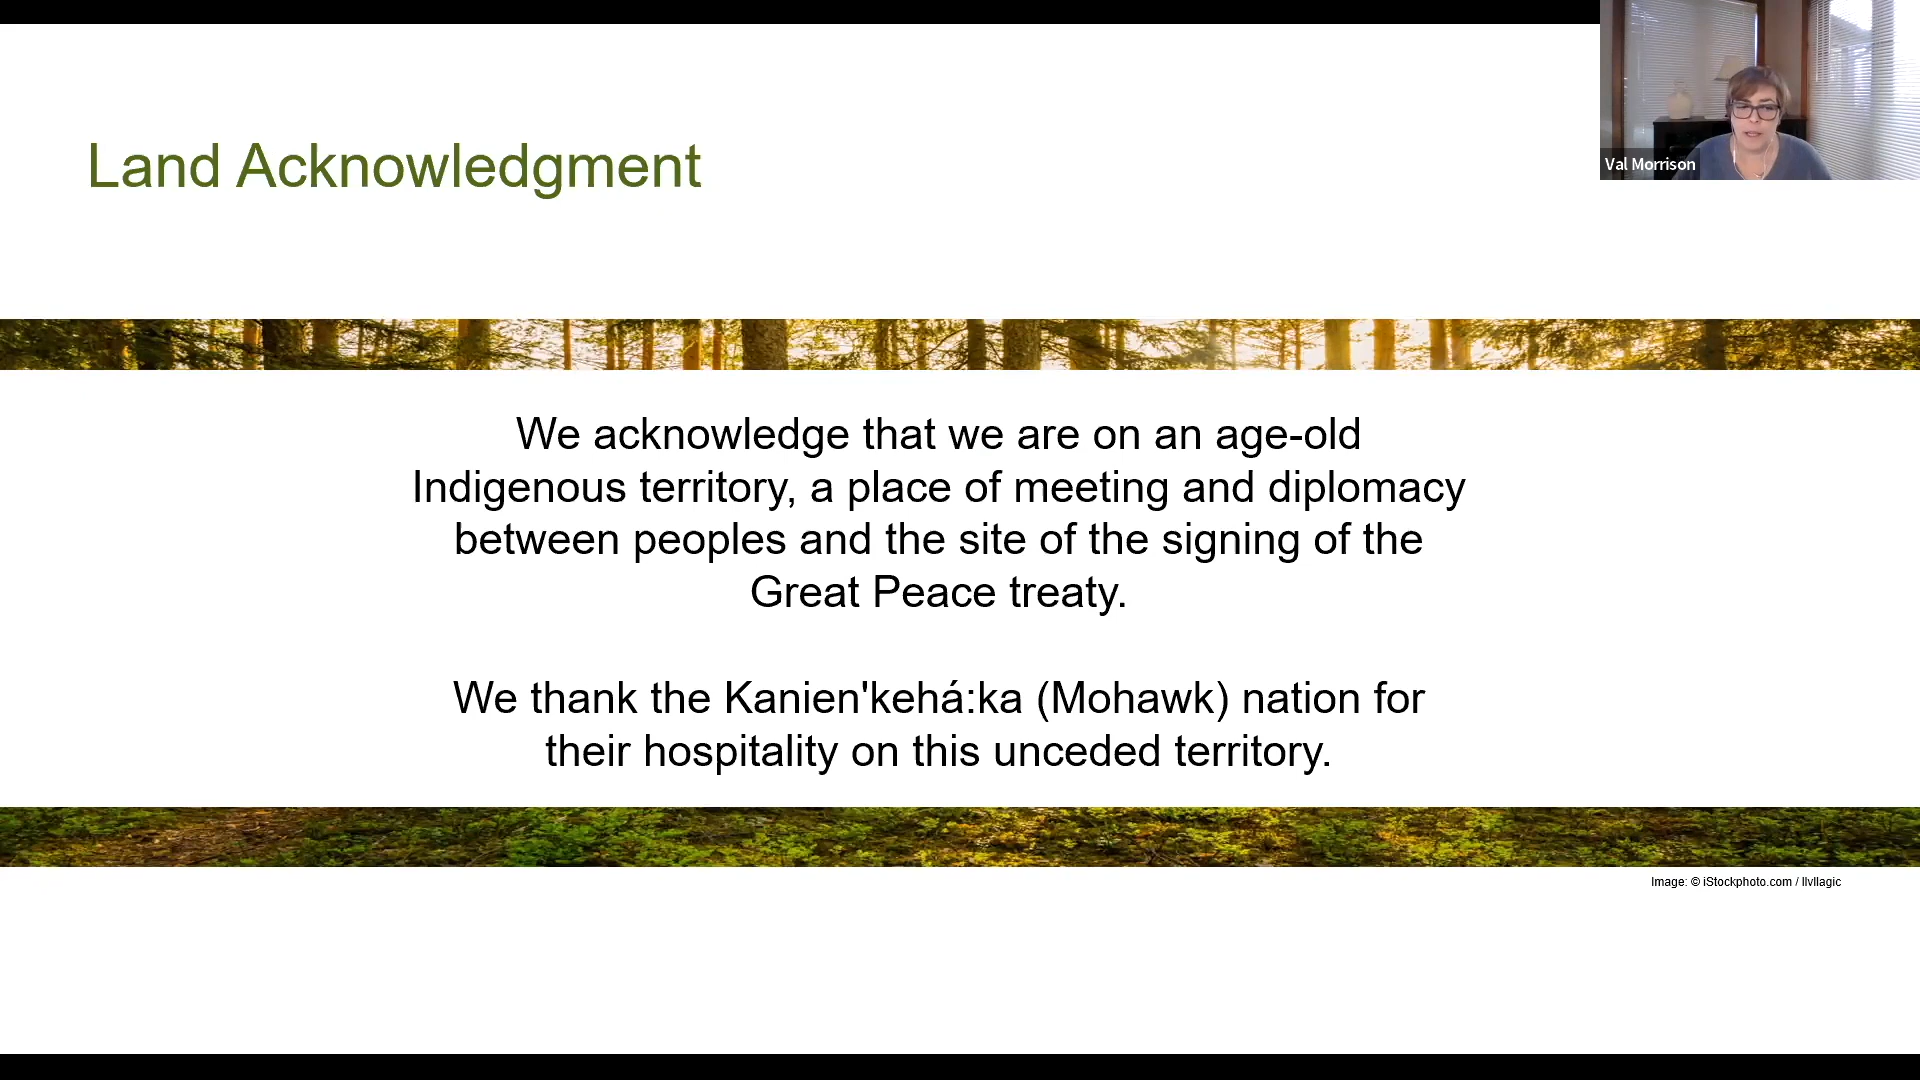 Land Acknowledgment
Val Morrison
We acknowledge that we are on an age-old
Indigenous territory, a place of meeting and diplomacy
between peoples and the site of the signing of the
Great Peace treaty.
We thank the Kanien'kehá:ka (Mohawk) nation for
their hospitality on this unceded territory.
Image: © iStockphoto.com / llvllagic